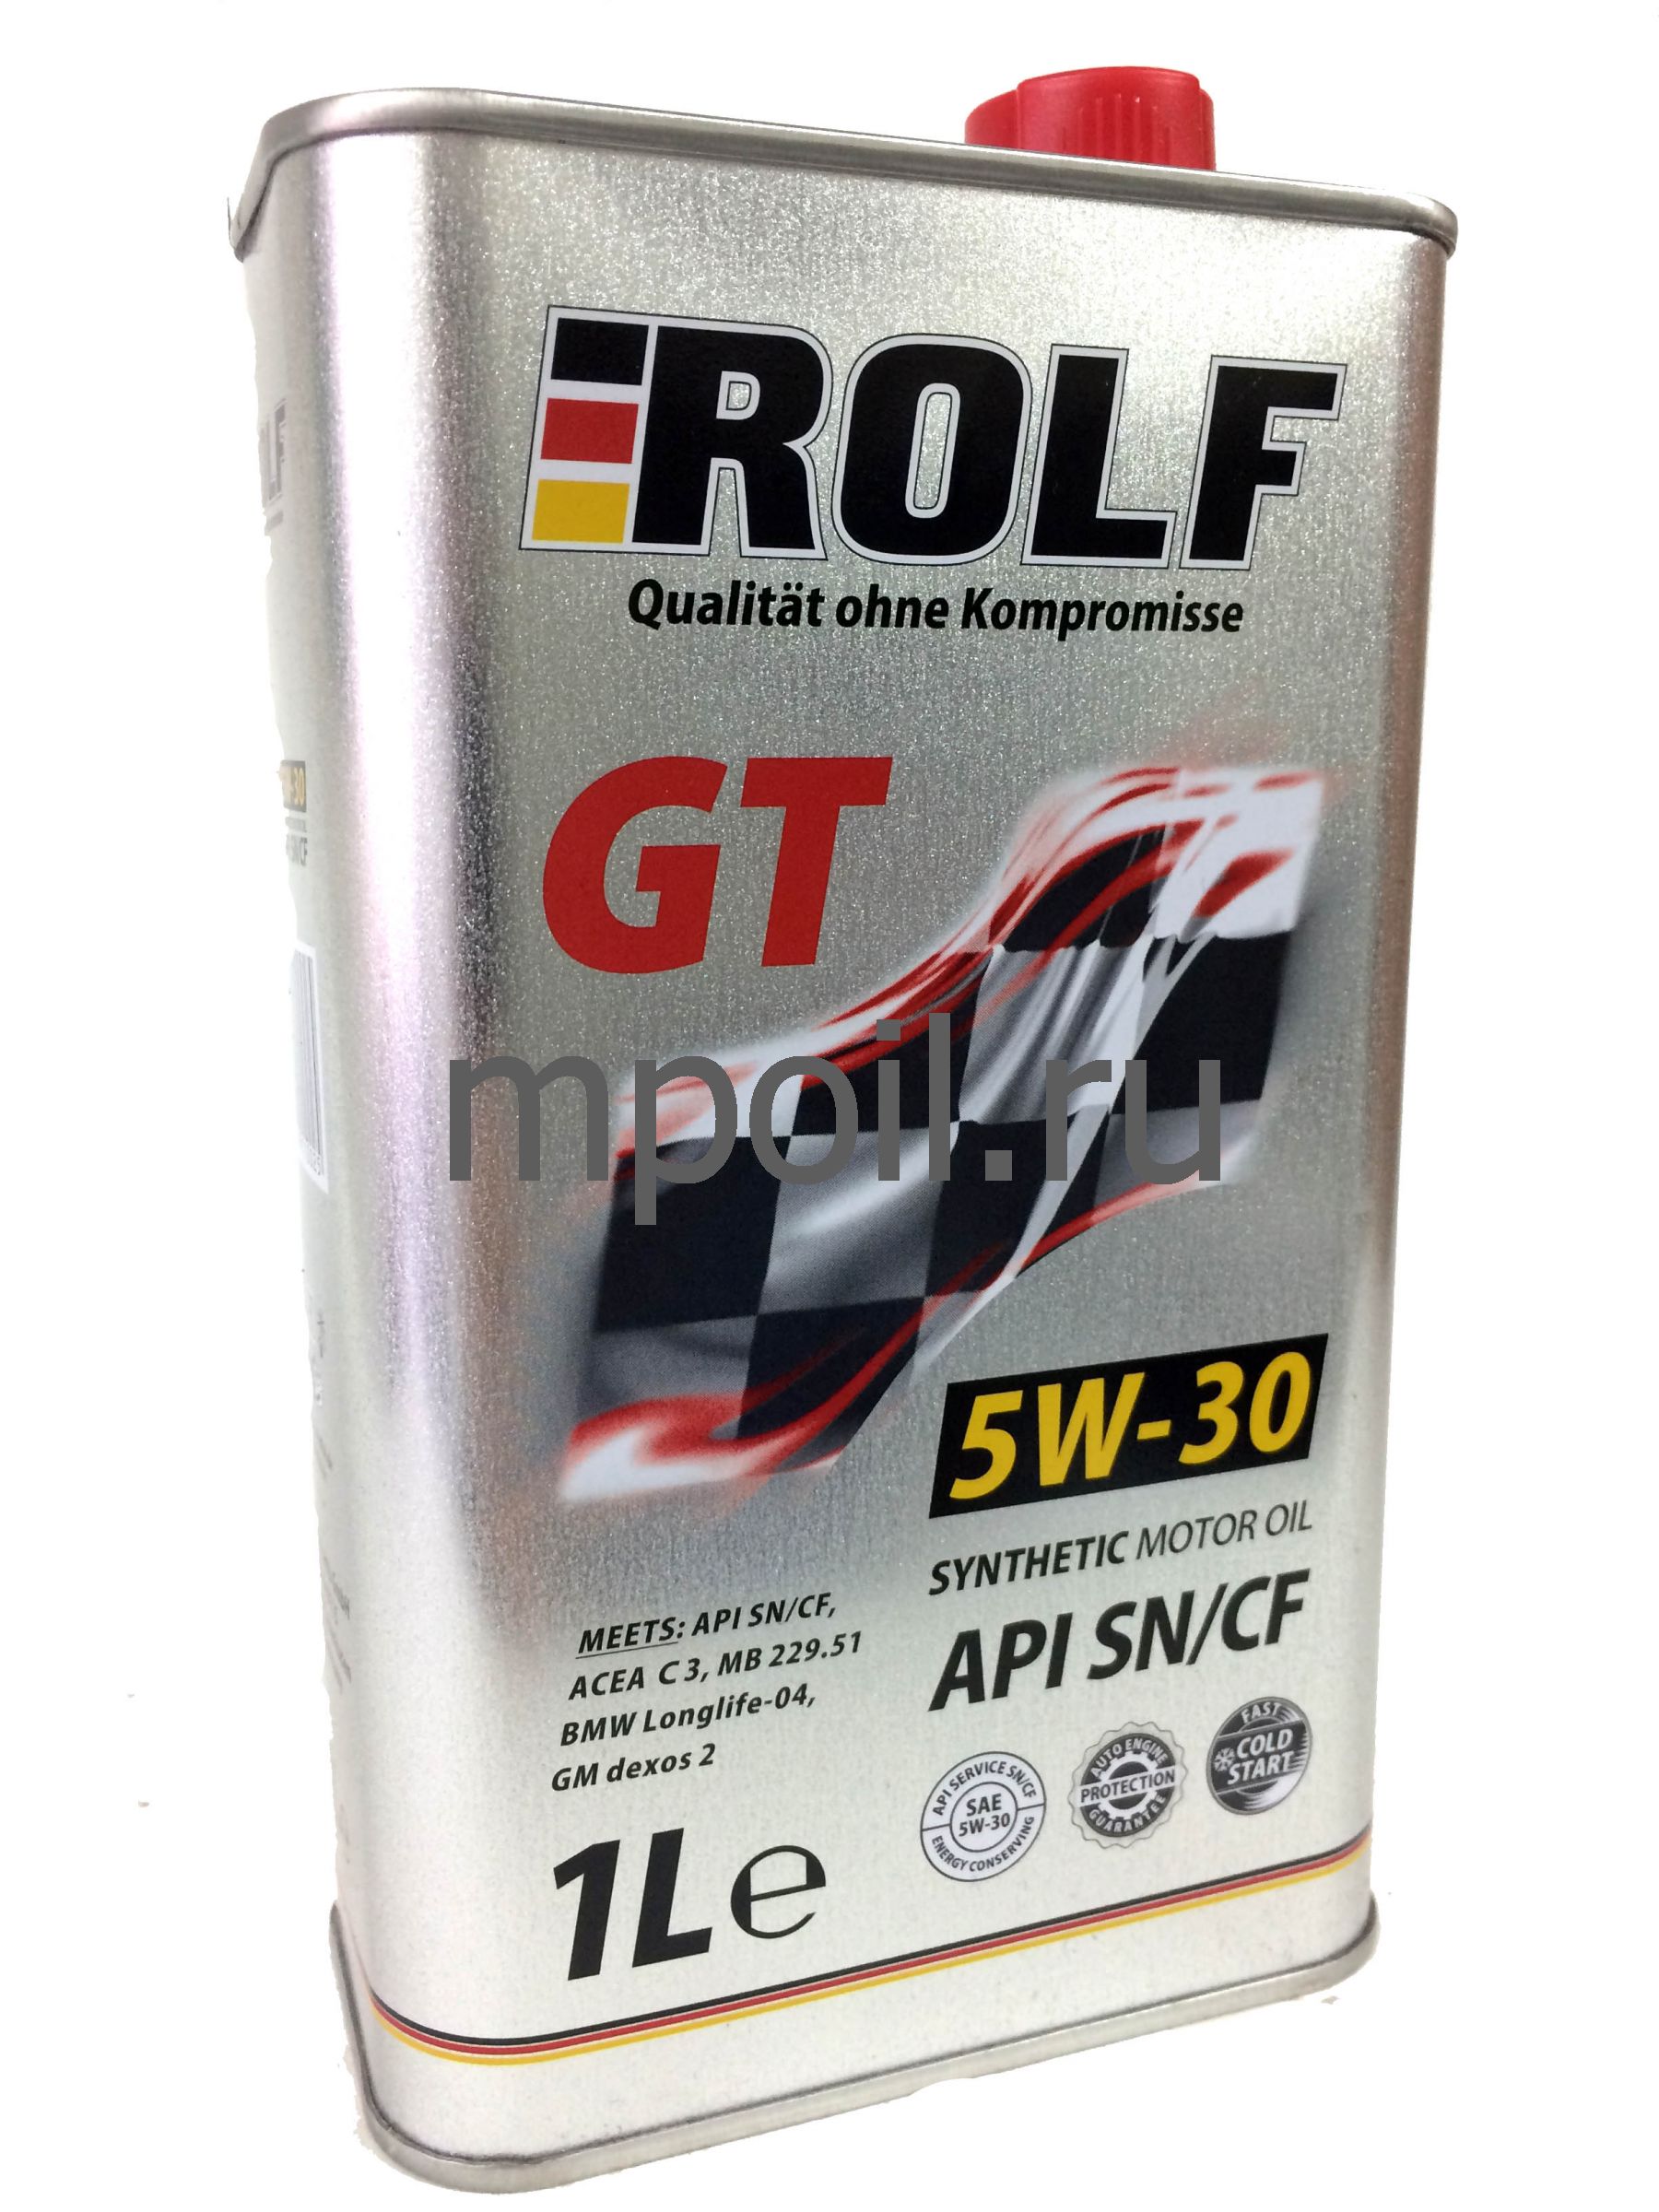 ROLF
Qualität ohne Kompromisse
GT
mpoil.ru
5W-30
SYNTHETIC MOTOR OIL
API SN/CF
MEETS: API SN/CF,
ACEA C3, MB 229.51
BMW Longlife-04,
GM dexos 2
1L e
API SERVICE SN/CF
SAE
5W-30
ENERGY CONSERVING
AUTO ENGINE
PROTECTION
GUARANTEE
FAST
COLD
START